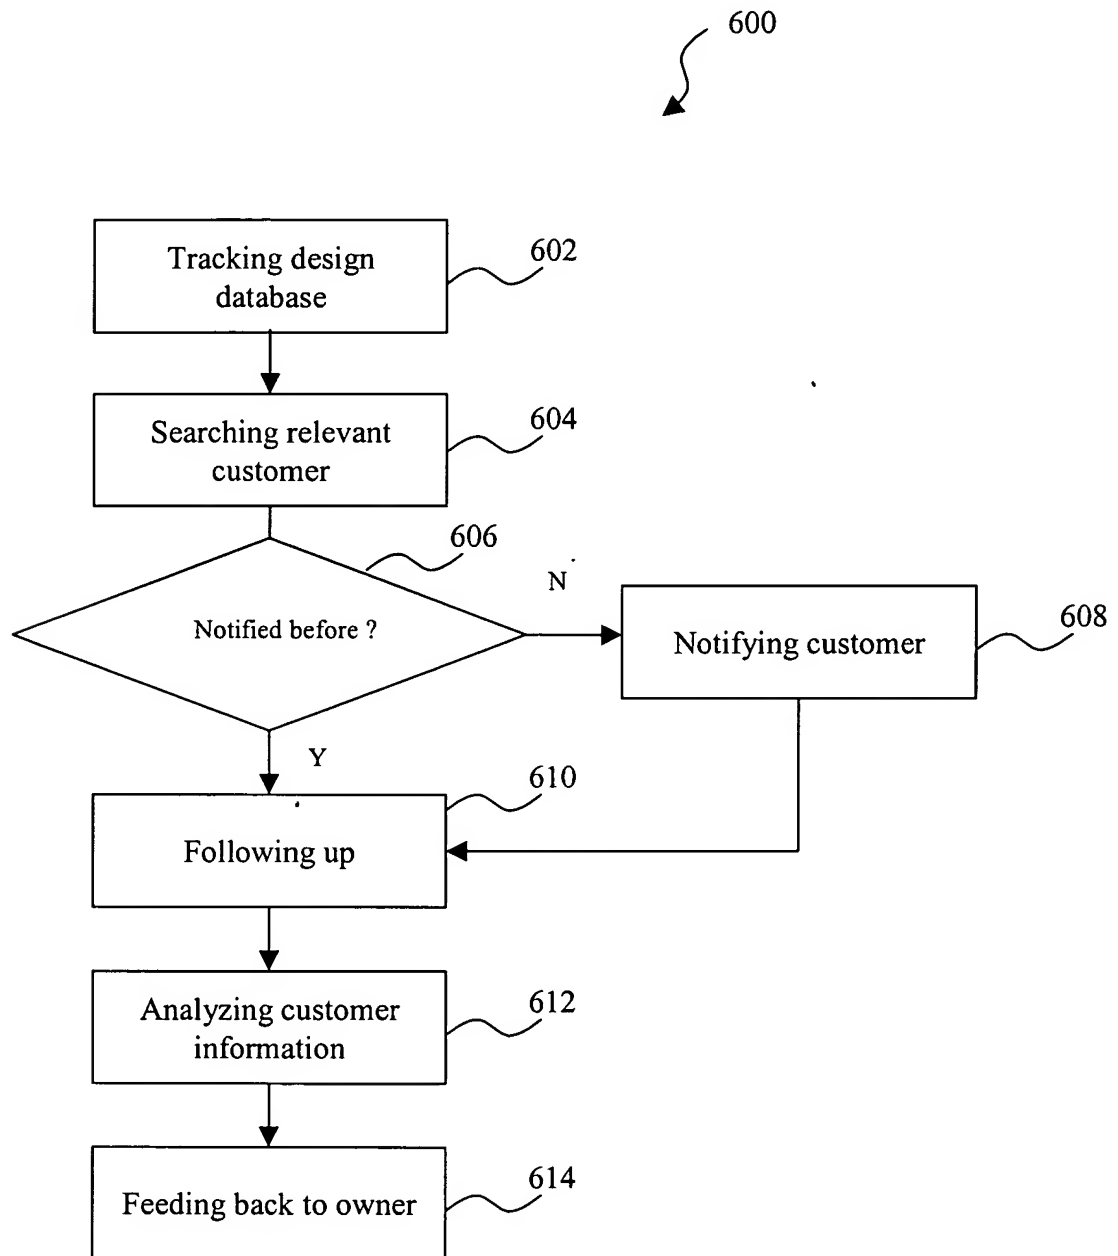 600
Tracking design
database
602
Searching relevant
customer
604
606
Notified before ?
N
Notifying customer
608
Y
Following up
610
Analyzing customer
information
612
Feeding back to owner
614